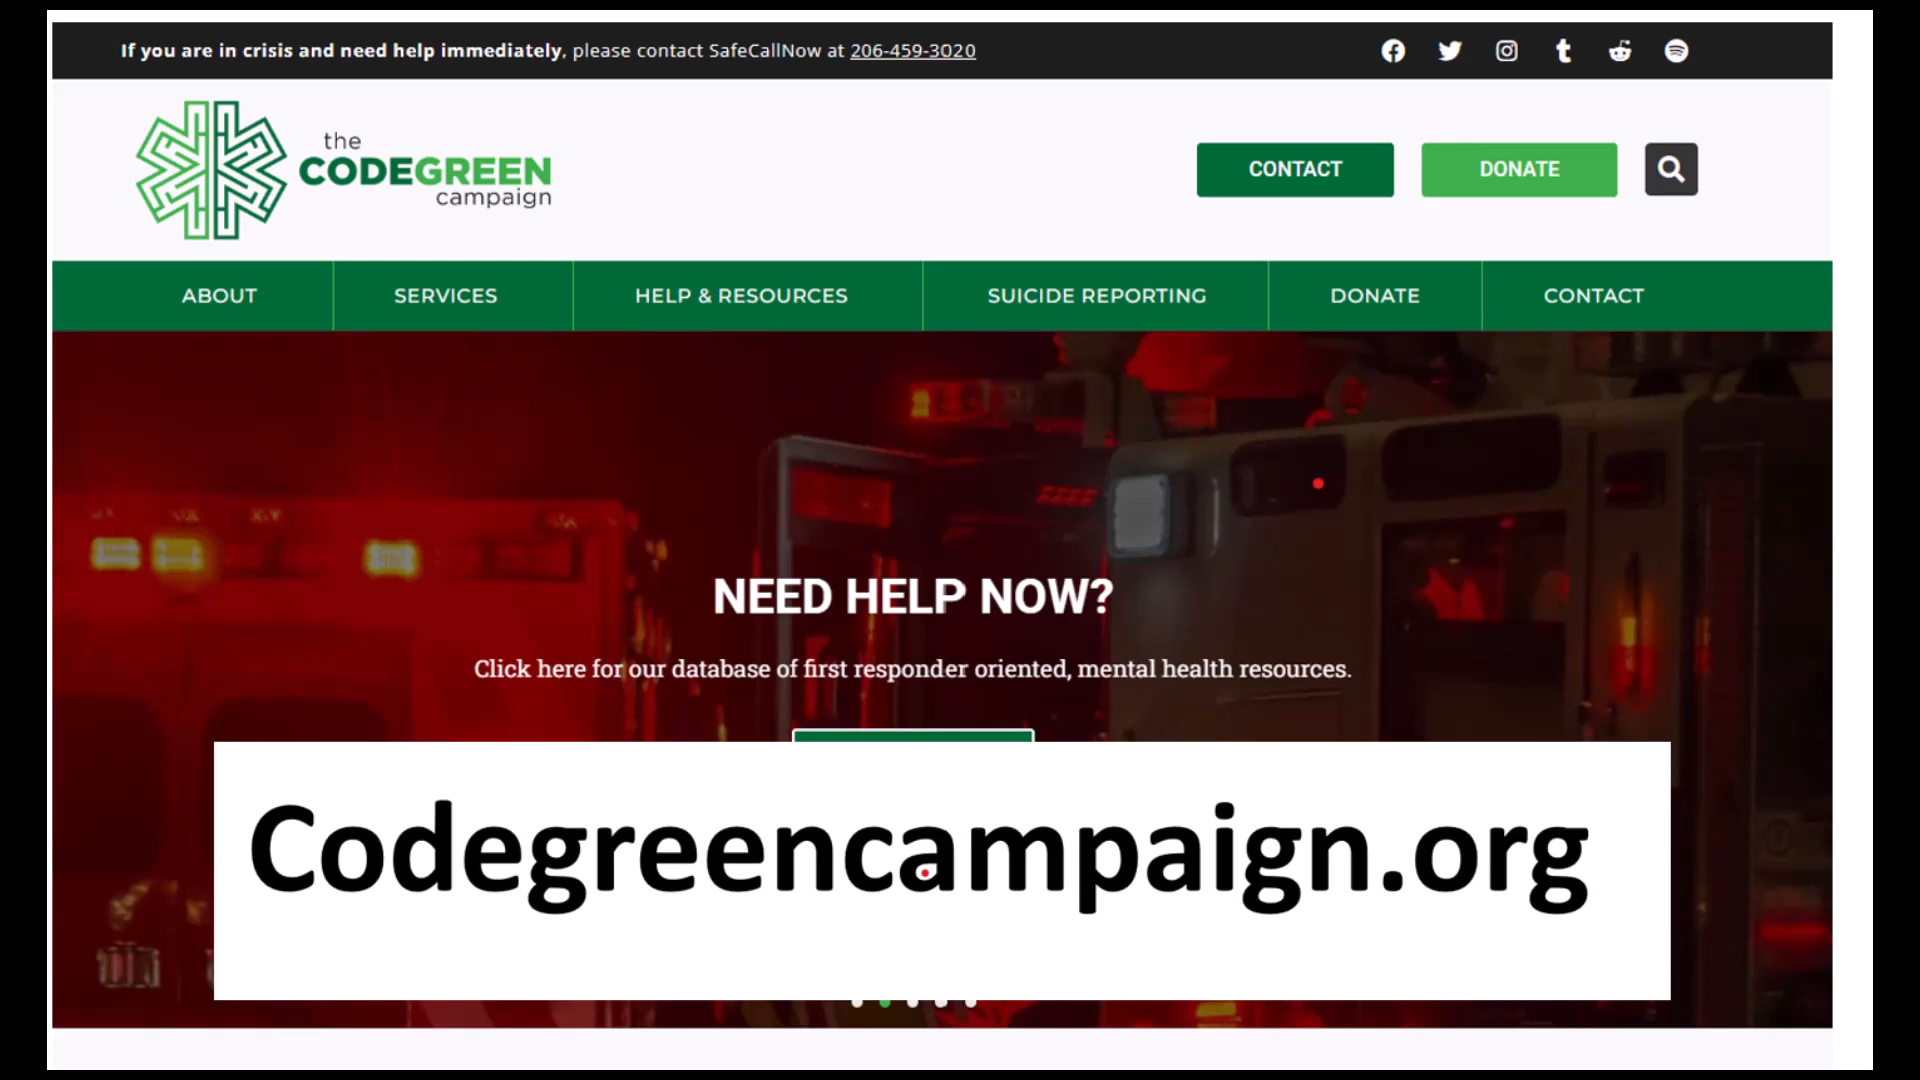 If you are in crisis and need help immediately, please contact SafeCallNow at 206-459-3020
the
CODEGREEN
campaign
CONTACT
DONATE
ABOUT
SERVICES
HELP & RESOURCES
SUICIDE REPORTING
DONATE
CONTACT
NEED HELP NOW?
Click here for our database of first responder oriented, mental health resources.
Codegreencampaign.org